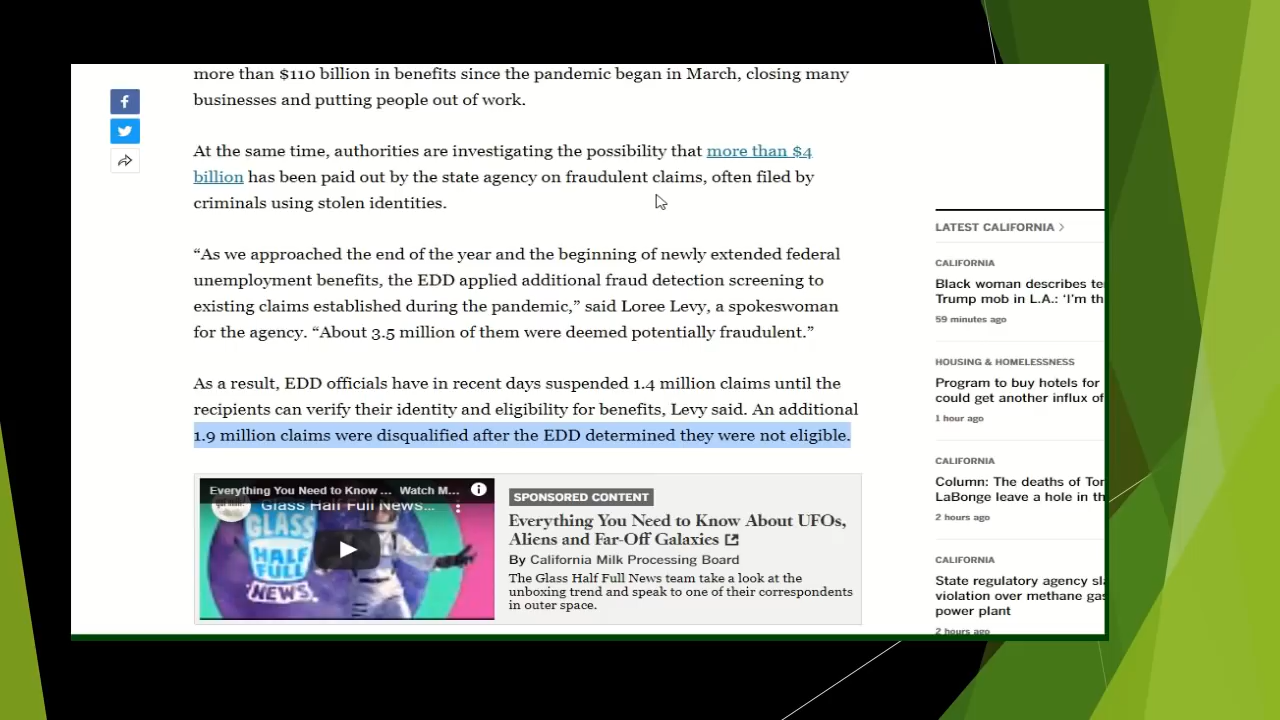 more than $110 billion in benefits since the pandemic began in March, closing many
businesses and putting people out of work.
At the same time, authorities are investigating the possibility that more than $4
billion has been paid out by the state agency on fraudulent claims, often filed by
criminals using stolen identities.
“As we approached the end of the year and the beginning of newly extended federal
unemployment benefits, the EDD applied additional fraud detection screening to
existing claims established during the pandemic,” said Loree Levy, a spokeswoman
for the agency. “About 3.5 million of them were deemed potentially fraudulent.”
As a result, EDD officials have in recent days suspended 1.4 million claims until the
recipients can verify their identity and eligibility for benefits, Levy said. An additional
1.9 million claims were disqualified after the EDD determined they were not eligible.
Everything You Need to Know ... Watch M...
Glass Half Full News...
GLASS
HALF
FULL
NEWS.
SPONSORED CONTENT
Everything You Need to Know About UFOs,
Aliens and Far-Off Galaxies
By California Milk Processing Board
The Glass Half Full News team take a look at the
unboxing trend and speak to one of their correspondents
in outer space.
LATEST CALIFORNIA
CALIFORNIA
Black woman describes te
Trump mob in L.A.: ‘I’m th
59 minutes ago
HOUSING & HOMELESSNESS
Program to buy hotels for
could get another influx of
1 hour ago
CALIFORNIA
Column: The deaths of Tor
LaBonge leave a hole in th
2 hours ago
CALIFORNIA
State regulatory agency sla
violation over methane gas
power plant
2 hours ago